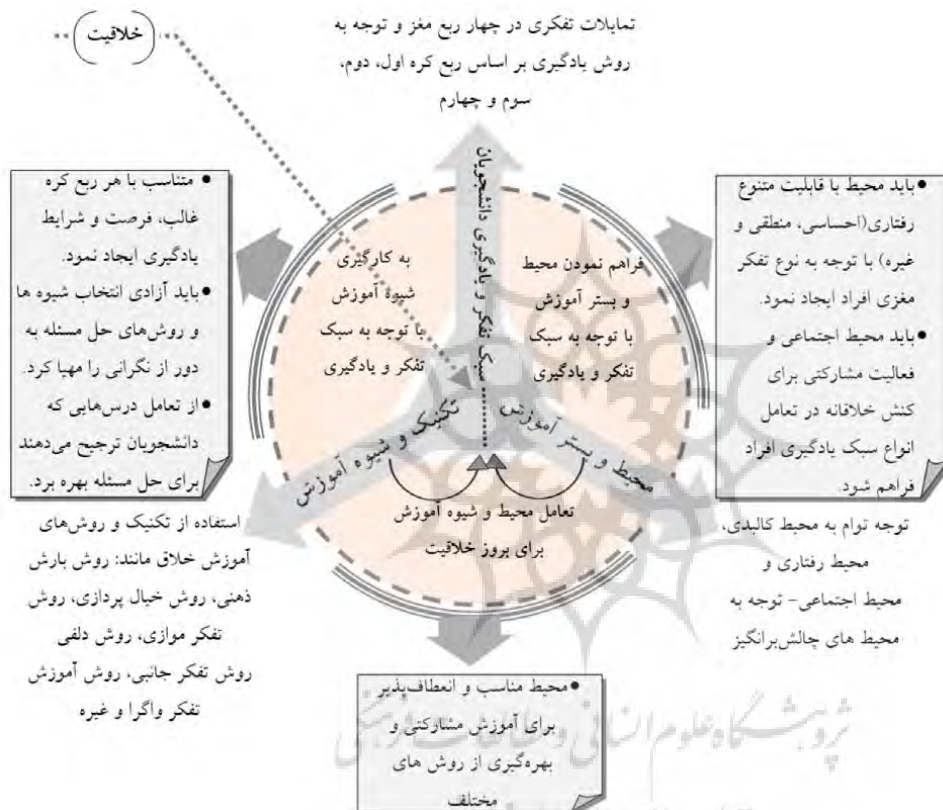 خلاقیت
تمایلات تفکری در چهار ربع مغز و توجه به
روش یادگیری بر اساس ربع کره اول، دوم،
سوم و چهارم
سبک تفکر و یادگیری دانشجویان
•باید محیط با قابلیت متنوع
رفتاری(احساسی، منطقی و
غیره) با توجه به نوع تفکر
مغزی افراد ایجاد نمود.
•باید محیط اجتماعی و
فعالیت مشارکتی برای
کنش خلاقانه در تعامل
انواع سبک یادگیری افراد
فراهم شود.
فراهم نمودن محیط
و بستر آموزش
با توجه به سبک
تفکر و یادگیری
به کارگیری
شیوه آموزش
با توجه به سبک
تفکر و یادگیری
• متناسب با هر ربع کره
غالب، فرصت و شرایط
یادگیری ایجاد نمود.
•باید آزادی انتخاب شیوه ها
و روش‌های حل مسئله به
دور از نگرانی را مهیا کرد.
• از تعامل درس‌هایی که
دانشجویان ترجیح می‌دهند
برای حل مسئله بهره برد.
محیط و بستر آموزش
تکنیک و شیوه آموزش
تعامل محیط و شیوه آموزش
برای بروز خلاقیت
توجه توام به محیط کالبدی،
محیط رفتاری و
محیط اجتماعی- توجه به
محیط های چالش‌برانگیز
استفاده از تکنیک و روش‌های
آموزش خلاق مانند: روش بارش
ذهنی، روش خیال پردازی، روش
تفکر موازی، روش دلفی
روش تفکر جانبی، روش آموزش
تفکر واگرا و غیره
•محیط مناسب و انعطاف‌پذیر
برای آموزش مشارکتی و
بهره‌گیری از روش های
مختلف
پژوهشگاه علوم انسانی و مطالعات فرهنگی